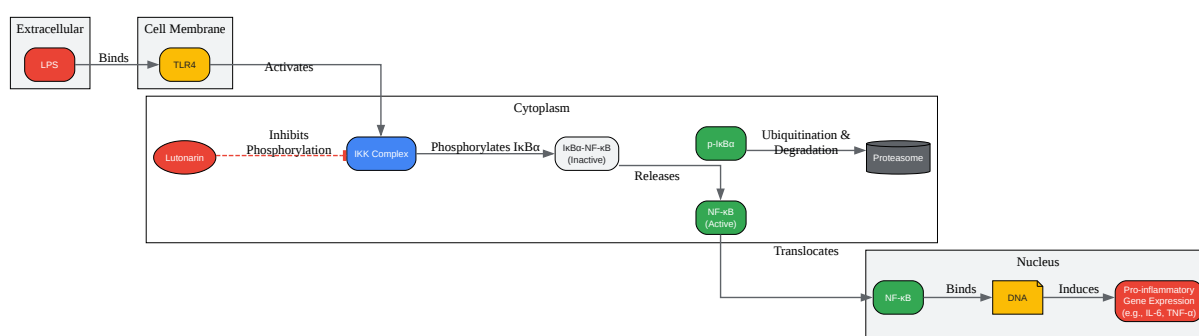 Extracellular
LPS
Binds
Cell Membrane
TLR4
Activates
Cytoplasm
Lutonarin
Inhibits
Phosphorylation
IKK Complex
Phosphorylates IκBα
IκBα-NF-κB
(Inactive)
Releases
p-IκBα
Ubiquitination &
Degradation
Proteasome
NF-κB
(Active)
Translocates
Nucleus
NF-κB
Binds
DNA
Induces
Pro-inflammatory
Gene Expression
(e.g., IL-6, TNF-α)